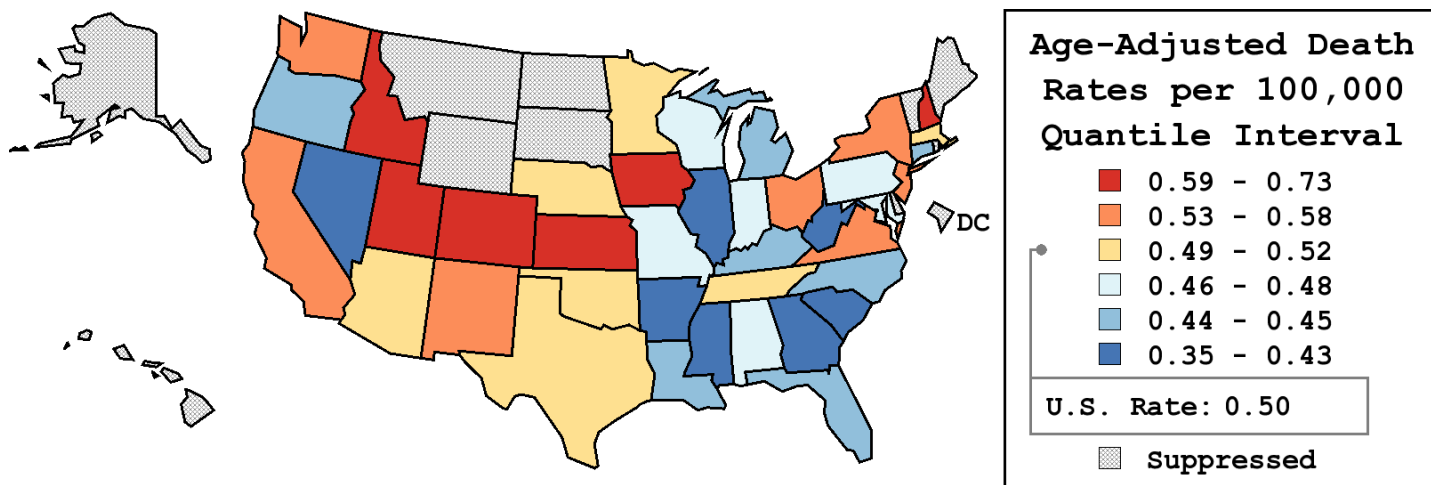 Age-Adjusted Death
Rates per 100,000
Quantile Interval
0.59 - 0.73
0.53 - 0.58
0.49 - 0.52
0.46 - 0.48
0.44 - 0.45
0.35 - 0.43
U.S. Rate: 0.50
Suppressed
DC